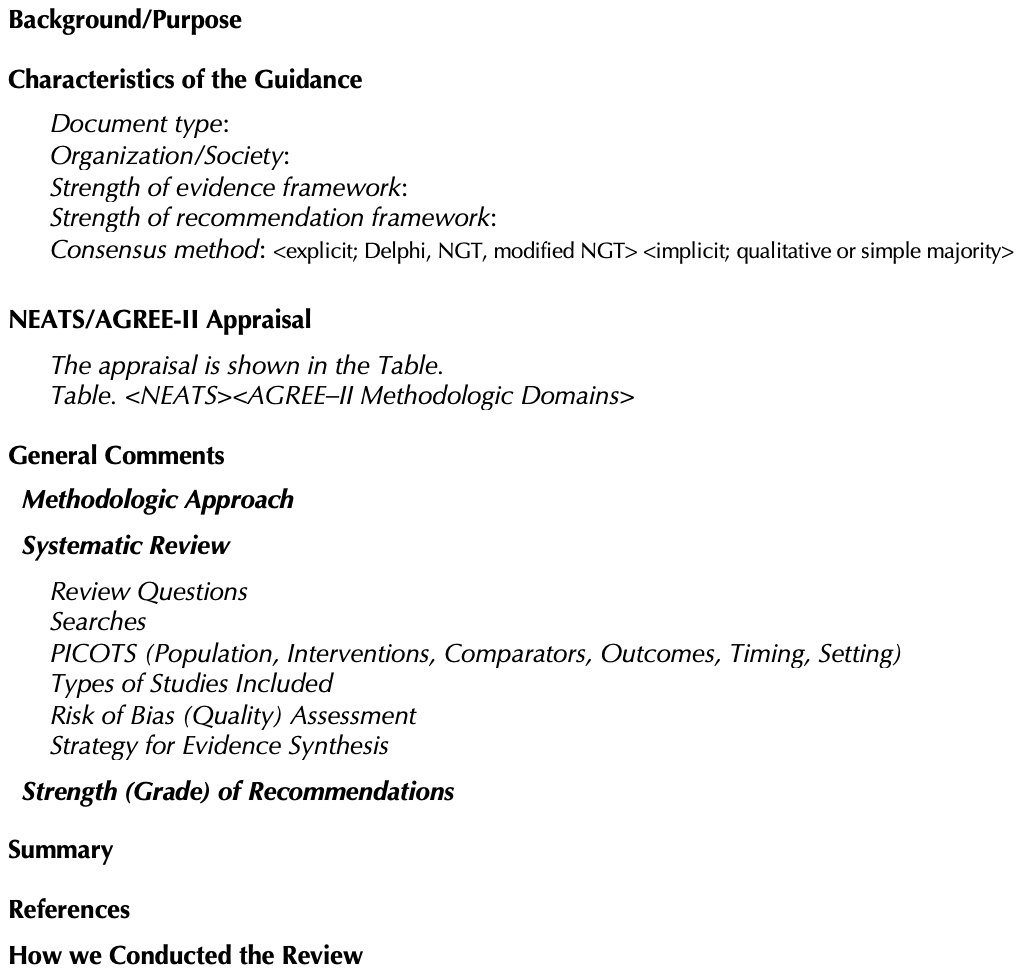 Background/Purpose
Characteristics of the Guidance
Document type:
Organization/Society:
Strength of evidence framework:
Strength of recommendation framework:
Consensus method: <explicit; Delphi, NGT, modified NGT> <implicit; qualitative or simple majority>
NEATS/AGREE-II Appraisal
The appraisal is shown in the Table.
Table. <NEATS><AGREE–II Methodologic Domains>
General Comments
Methodologic Approach
Systematic Review
Review Questions
Searches
PICOTS (Population, Interventions, Comparators, Outcomes, Timing, Setting)
Types of Studies Included
Risk of Bias (Quality) Assessment
Strategy for Evidence Synthesis
Strength (Grade) of Recommendations
Summary
References
How we Conducted the Review